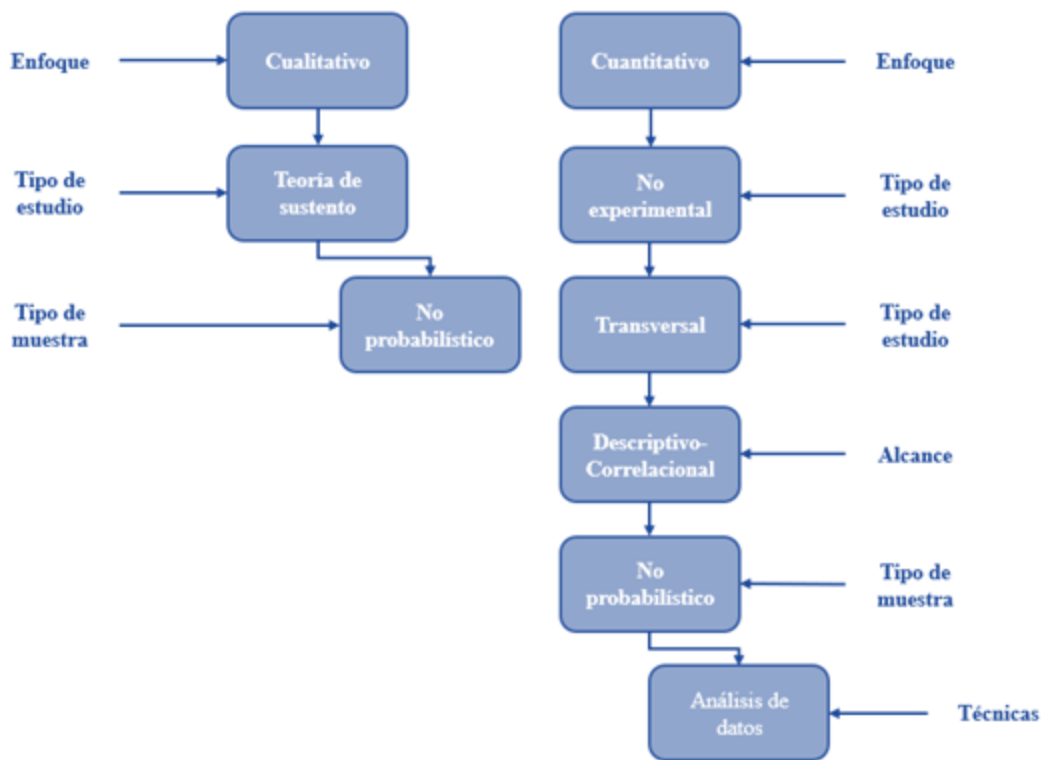 Enfoque
Cualitativo
Cuantitativo
Enfoque
Tipo de
estudio
Teoría de
sustento
No
experimental
Tipo de
estudio
Tipo de
muestra
No
probabilístico
Transversal
Tipo de
estudio
Descriptivo-
Correlacional
Alcance
No
probabilístico
Tipo de
muestra
Análisis de
datos
Técnicas